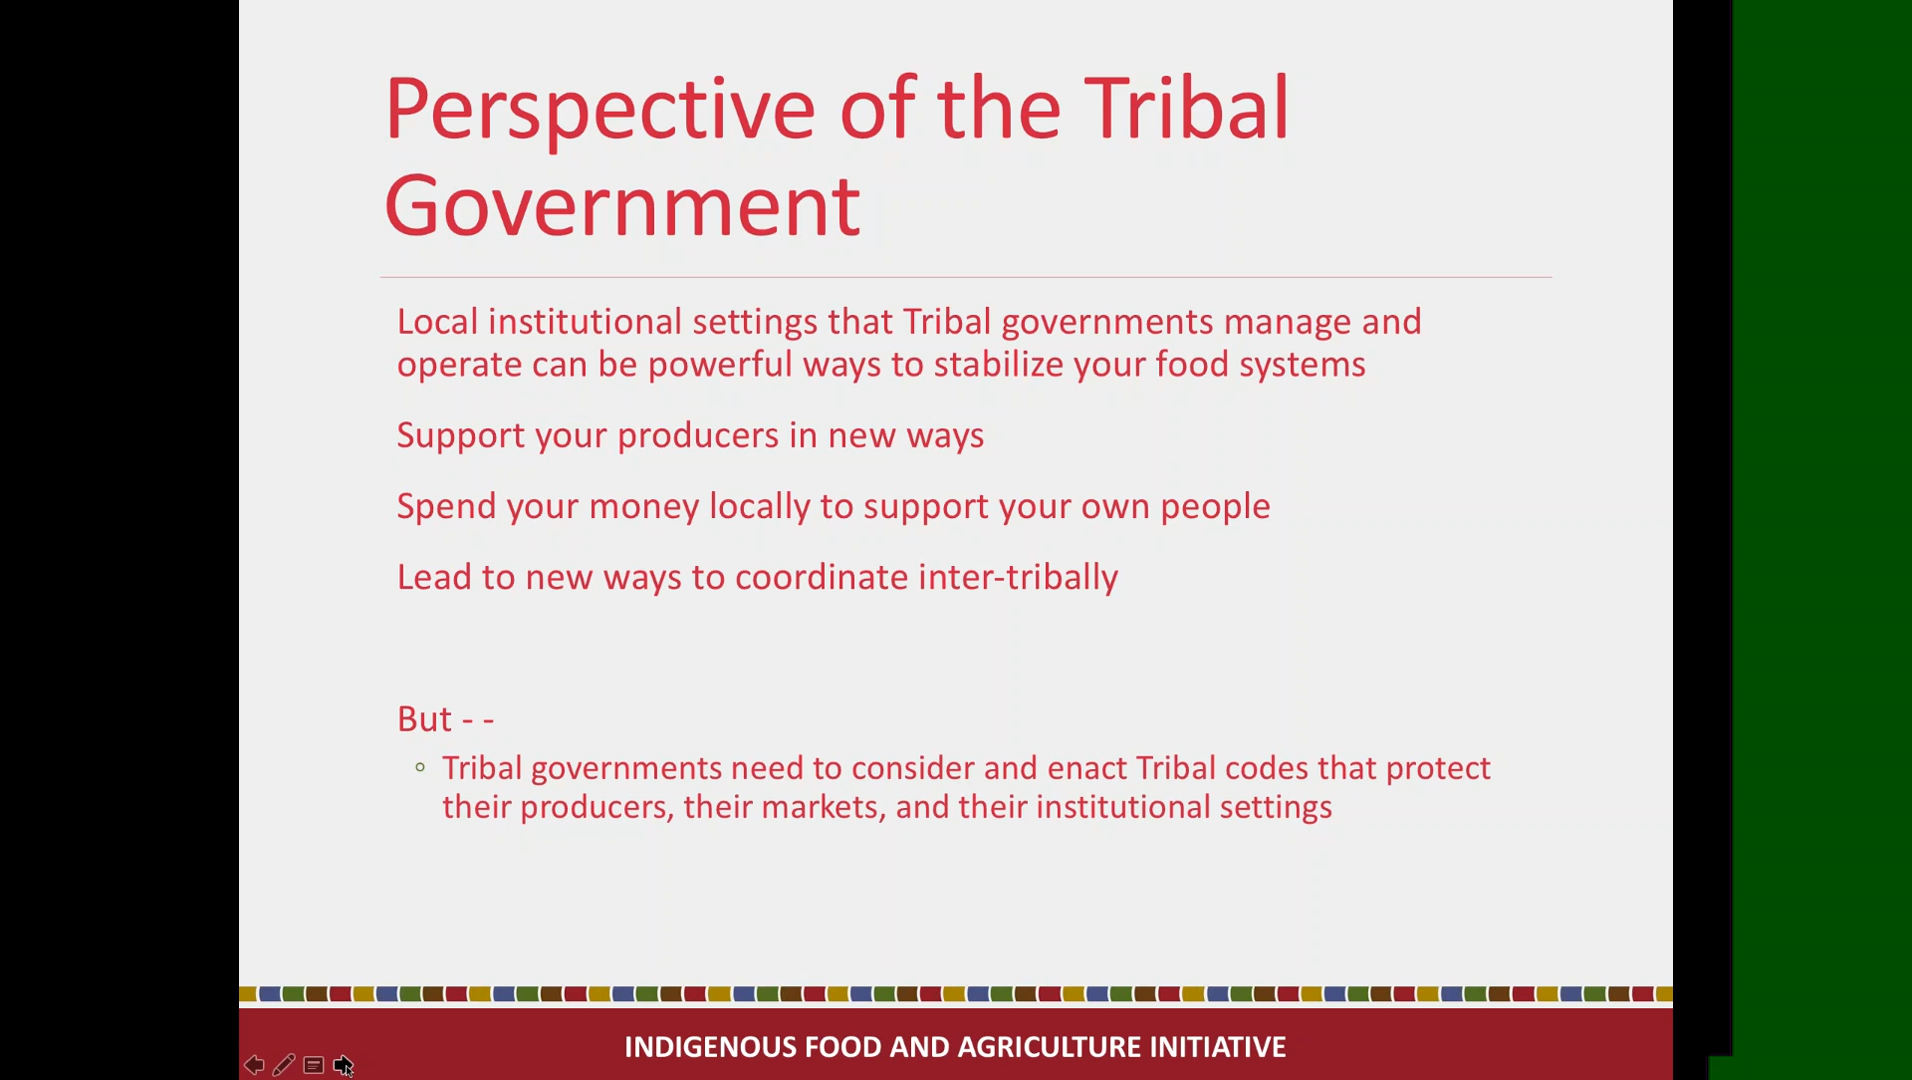 Perspective of the Tribal
Government
Local institutional settings that Tribal governments manage and
operate can be powerful ways to stabilize your food systems
Support your producers in new ways
Spend your money locally to support your own people
Lead to new ways to coordinate inter-tribally
But - -
Tribal governments need to consider and enact Tribal codes that protect
their producers, their markets, and their institutional settings
INDIGENOUS FOOD AND AGRICULTURE INITIATIVE